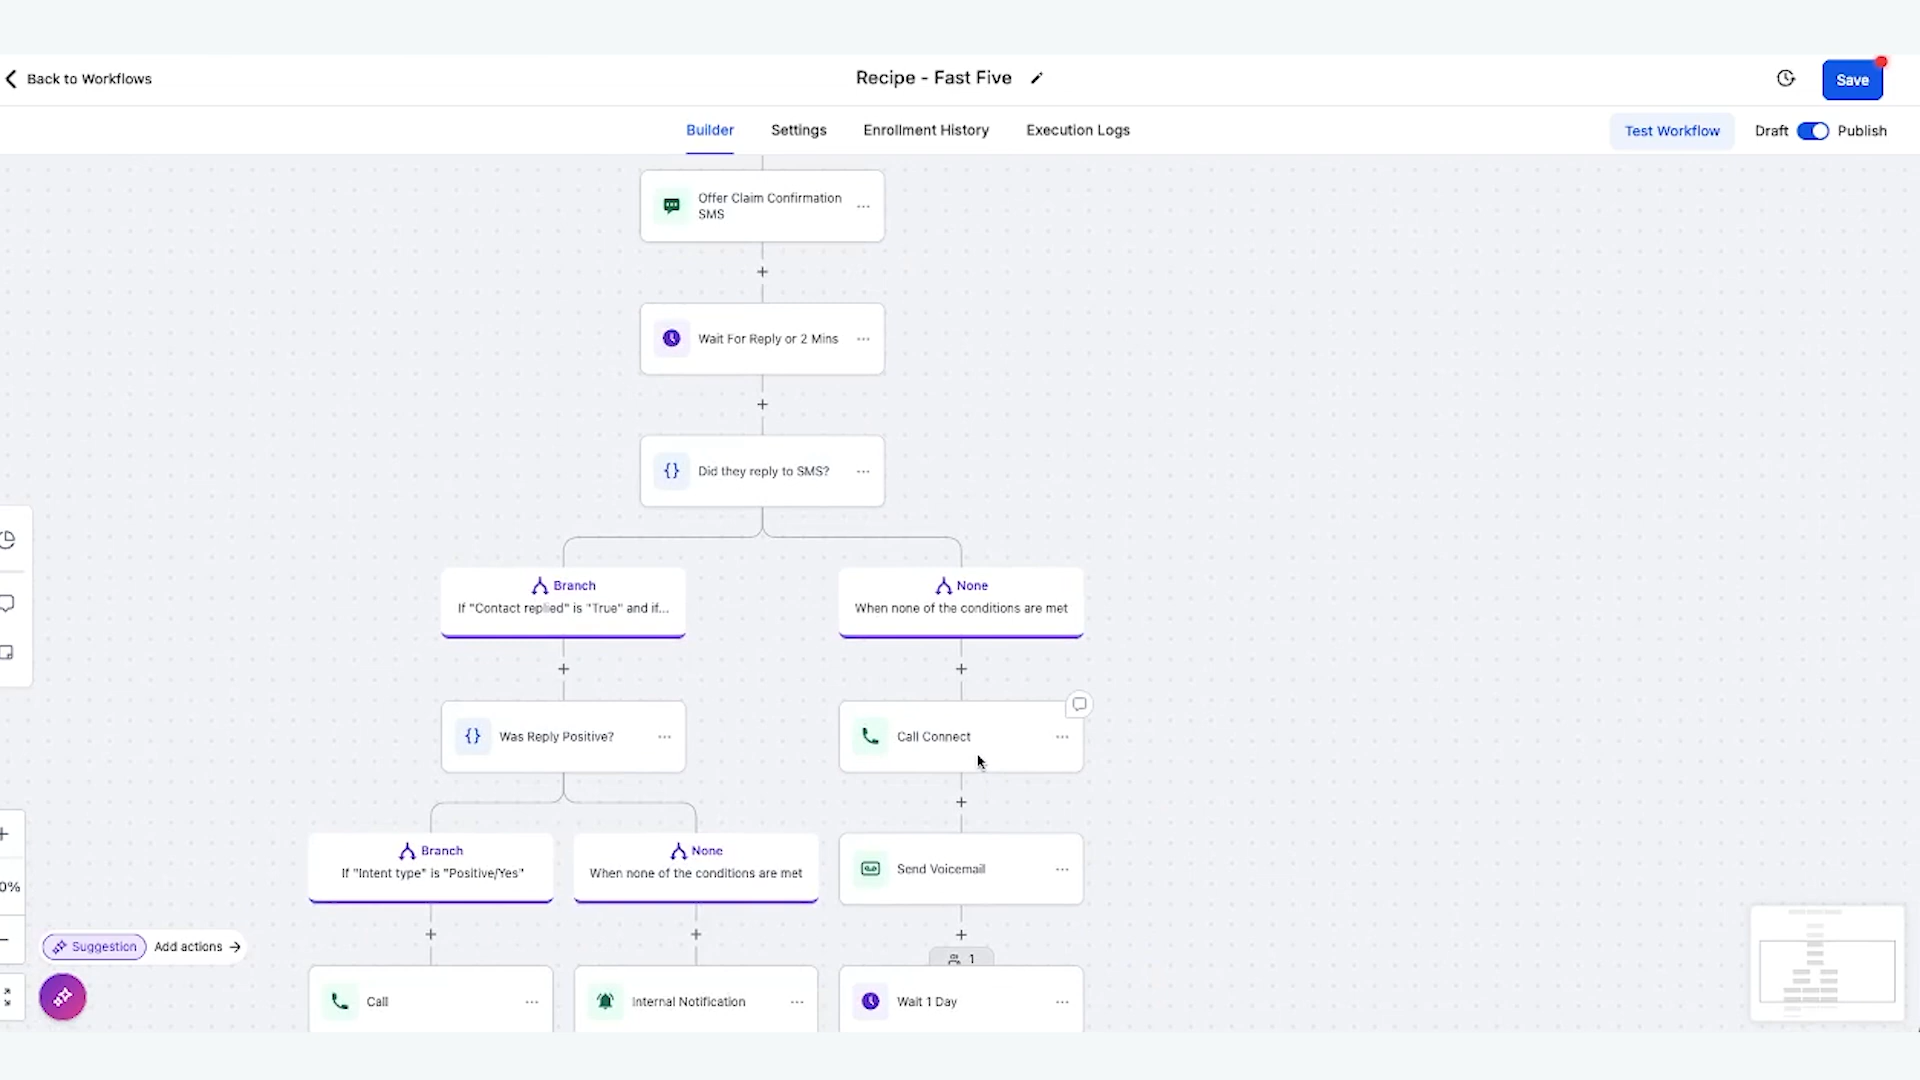 Back to Workflows
Recipe - Fast Five
Save
Builder
Settings
Enrollment History
Execution Logs
Test Workflow
Draft
Publish
Offer Claim Confirmation
SMS
Wait For Reply or 2 Mins
Did they reply to SMS?
Branch
If "Contact replied" is "True" and if...
None
When none of the conditions are met
Was Reply Positive?
Call Connect
Branch
If "Intent type" is "Positive/Yes"
None
When none of the conditions are met
Send Voicemail
0%
Suggestion
Add actions
1
Call
Internal Notification
Wait 1 Day